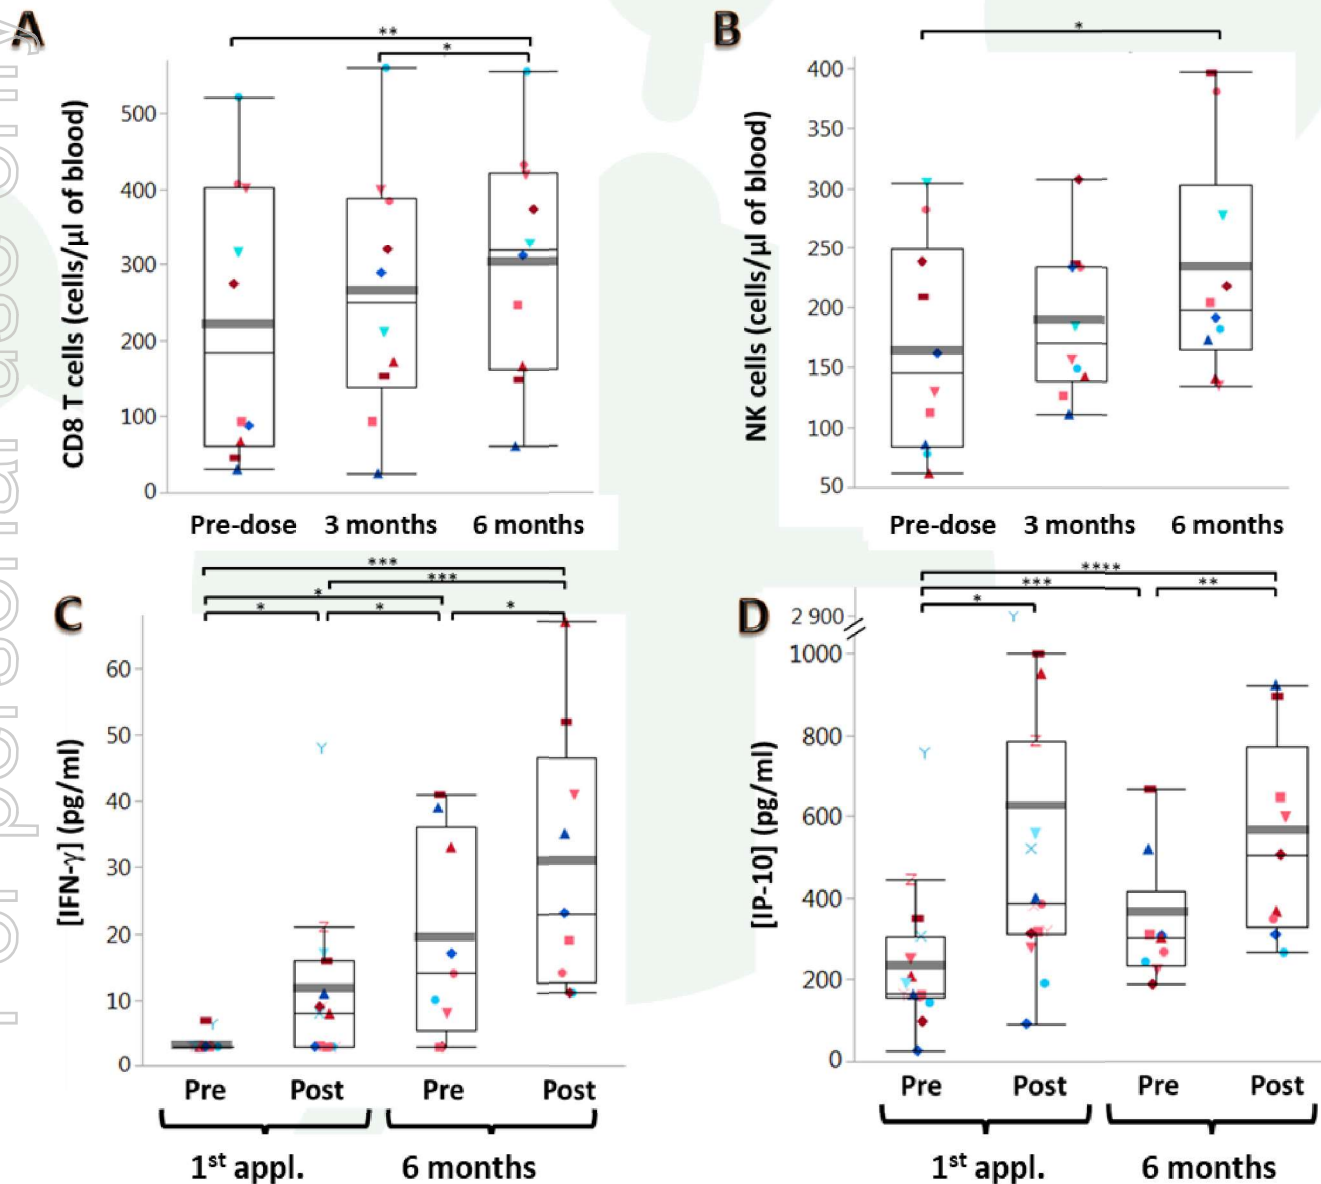 For personal use only
A
**
*
CD8 T cells (cells/µl of blood)
500
400
300
200
100
0
Pre-dose 3 months 6 months
B
*
NK cells (cells/µl of blood)
400
350
300
250
200
150
100
50
Pre-dose 3 months 6 months
C
***
***
*
* * *
[IFN-γ] (pg/ml)
60
50
40
30
20
10
0
Pre Post Pre Post
1st appl. 6 months
D
****
*** **
*
[IP-10] (pg/ml)
2 900
1000
800
600
400
200
0
Pre Post Pre Post
1st appl. 6 months